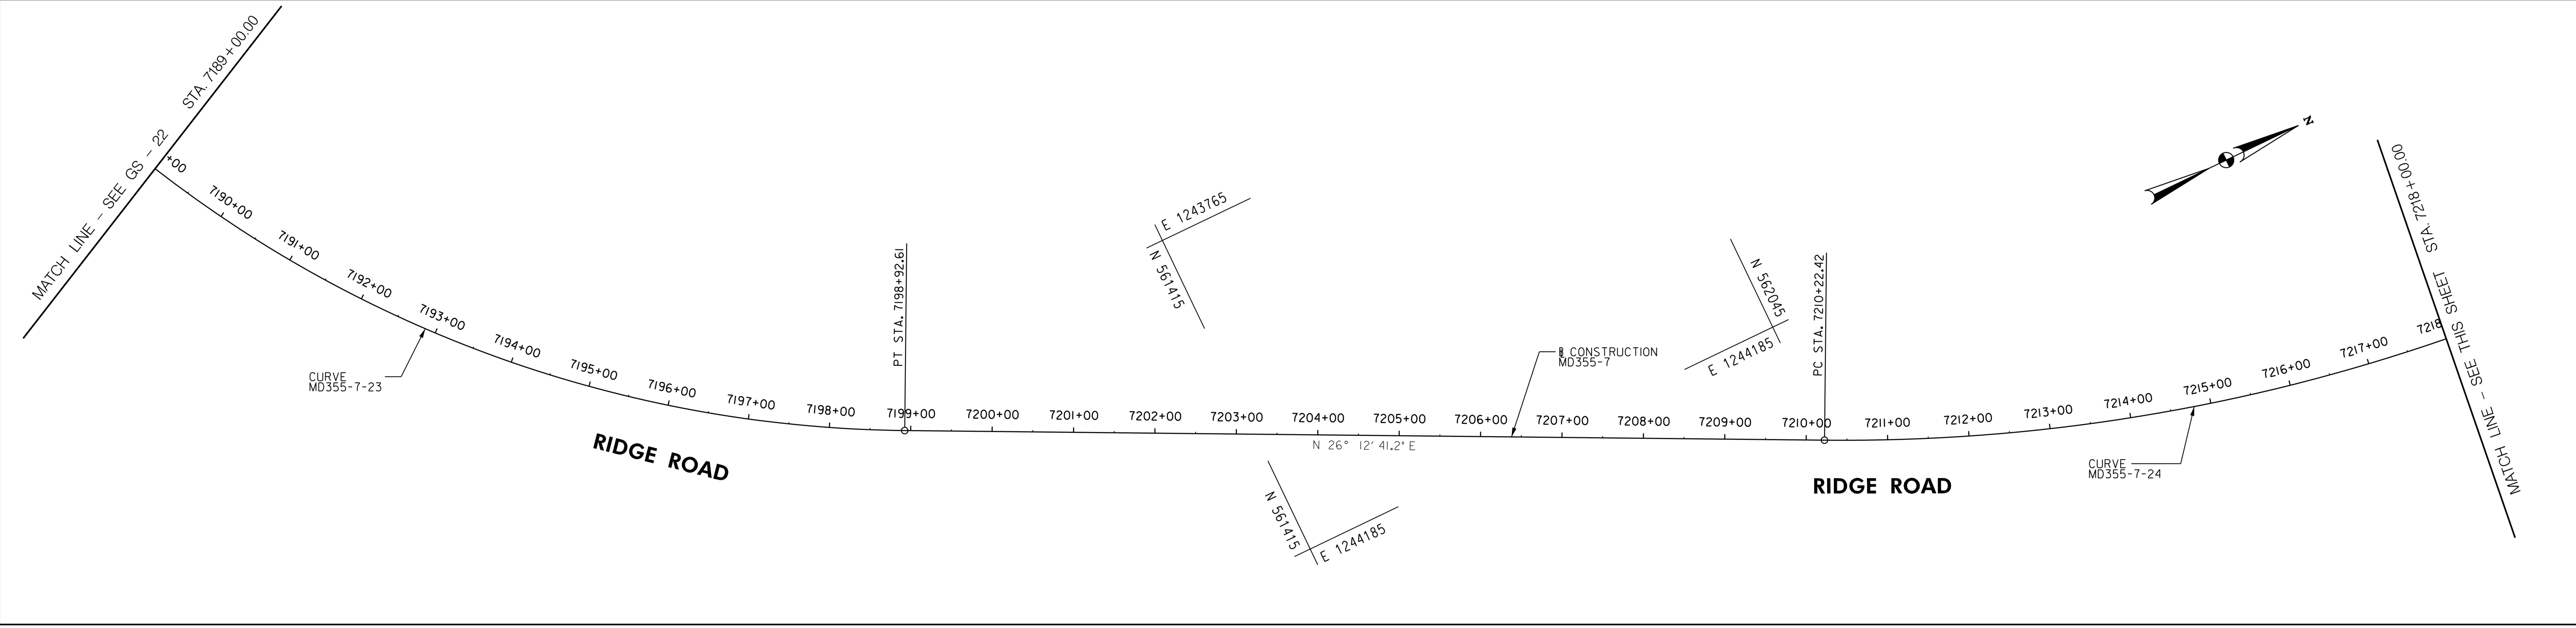 MATCH LINE - SEE GS - 22 STA. 7189+00.00
+00
7190+00
7191+00
7192+00
7193+00
7194+00
7195+00
7196+00
7197+00
7198+00
7199+00
7200+00
7201+00
7202+00
7203+00
7204+00
7205+00
7206+00
7207+00
7208+00
7209+00
7210+00
7211+00
7212+00
7213+00
7214+00
7215+00
7216+00
7217+00
7218
CURVE
MD355-7-23
RIDGE ROAD
PT STA. 7198+92.61
E 1243765
N 561415
N 26° 12' 41.2" E
N 561415
E 1244185
CONSTRUCTION
MD355-7
N 562045
E 1244185
PC STA. 7210+22.42
RIDGE ROAD
CURVE
MD355-7-24
N
MATCH LINE - SEE THIS SHEET STA. 7218+00.00